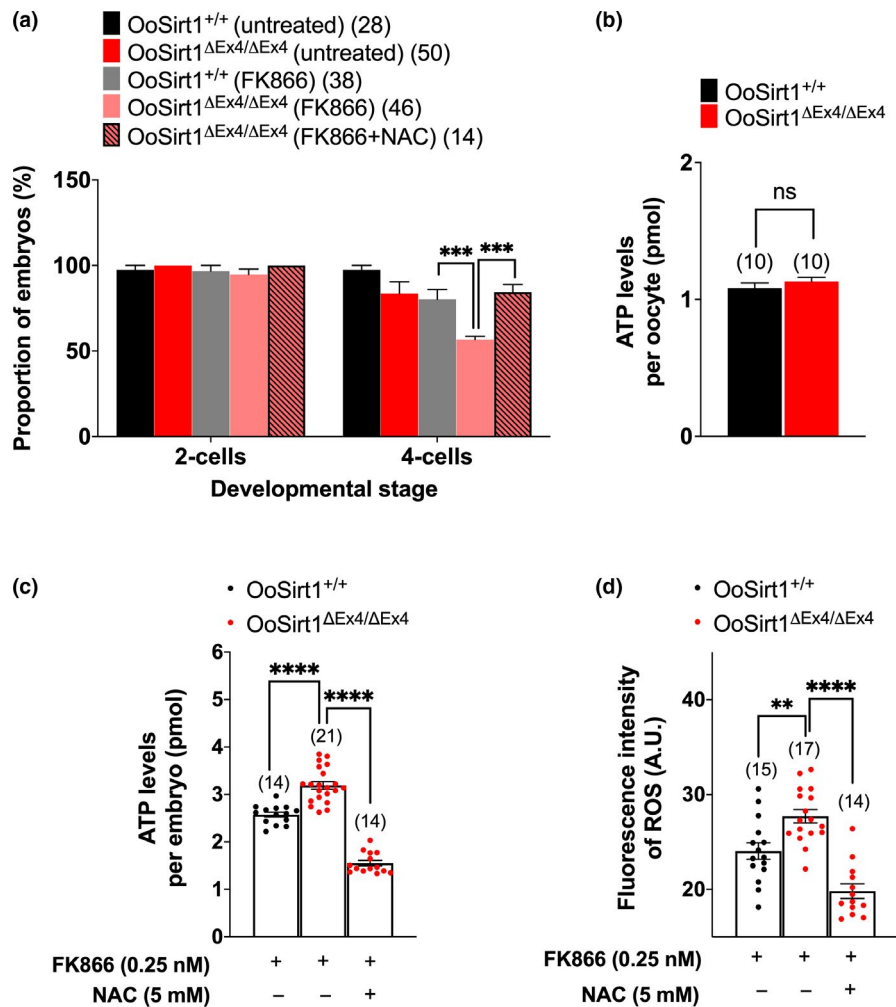 (a)
OoSirt1+/+ (untreated) (28)
OoSirt1ΔEx4/ΔEx4 (untreated) (50)
OoSirt1+/+ (FK866) (38)
OoSirt1ΔEx4/ΔEx4 (FK866) (46)
OoSirt1ΔEx4/ΔEx4 (FK866+NAC) (14)
Proportion of embryos (%)
150
100
50
0
*** ***
2-cells 4-cells
Developmental stage
(b)
OoSirt1+/+
OoSirt1ΔEx4/ΔEx4
ATP levels
per oocyte (pmol)
2
1
0
ns
(10) (10)
(c)
OoSirt1+/+
OoSirt1ΔEx4/ΔEx4
ATP levels
per embryo (pmol)
6
5
4
3
2
1
0
**** ****
(14) (21) (14)
FK866 (0.25 nM) + + +
NAC (5 mM) – – +
(d)
OoSirt1+/+
OoSirt1ΔEx4/ΔEx4
Fluorescence intensity
of ROS (A.U.)
40
30
20
** ****
(15) (17) (14)
FK866 (0.25 nM) + + +
NAC (5 mM) – – +